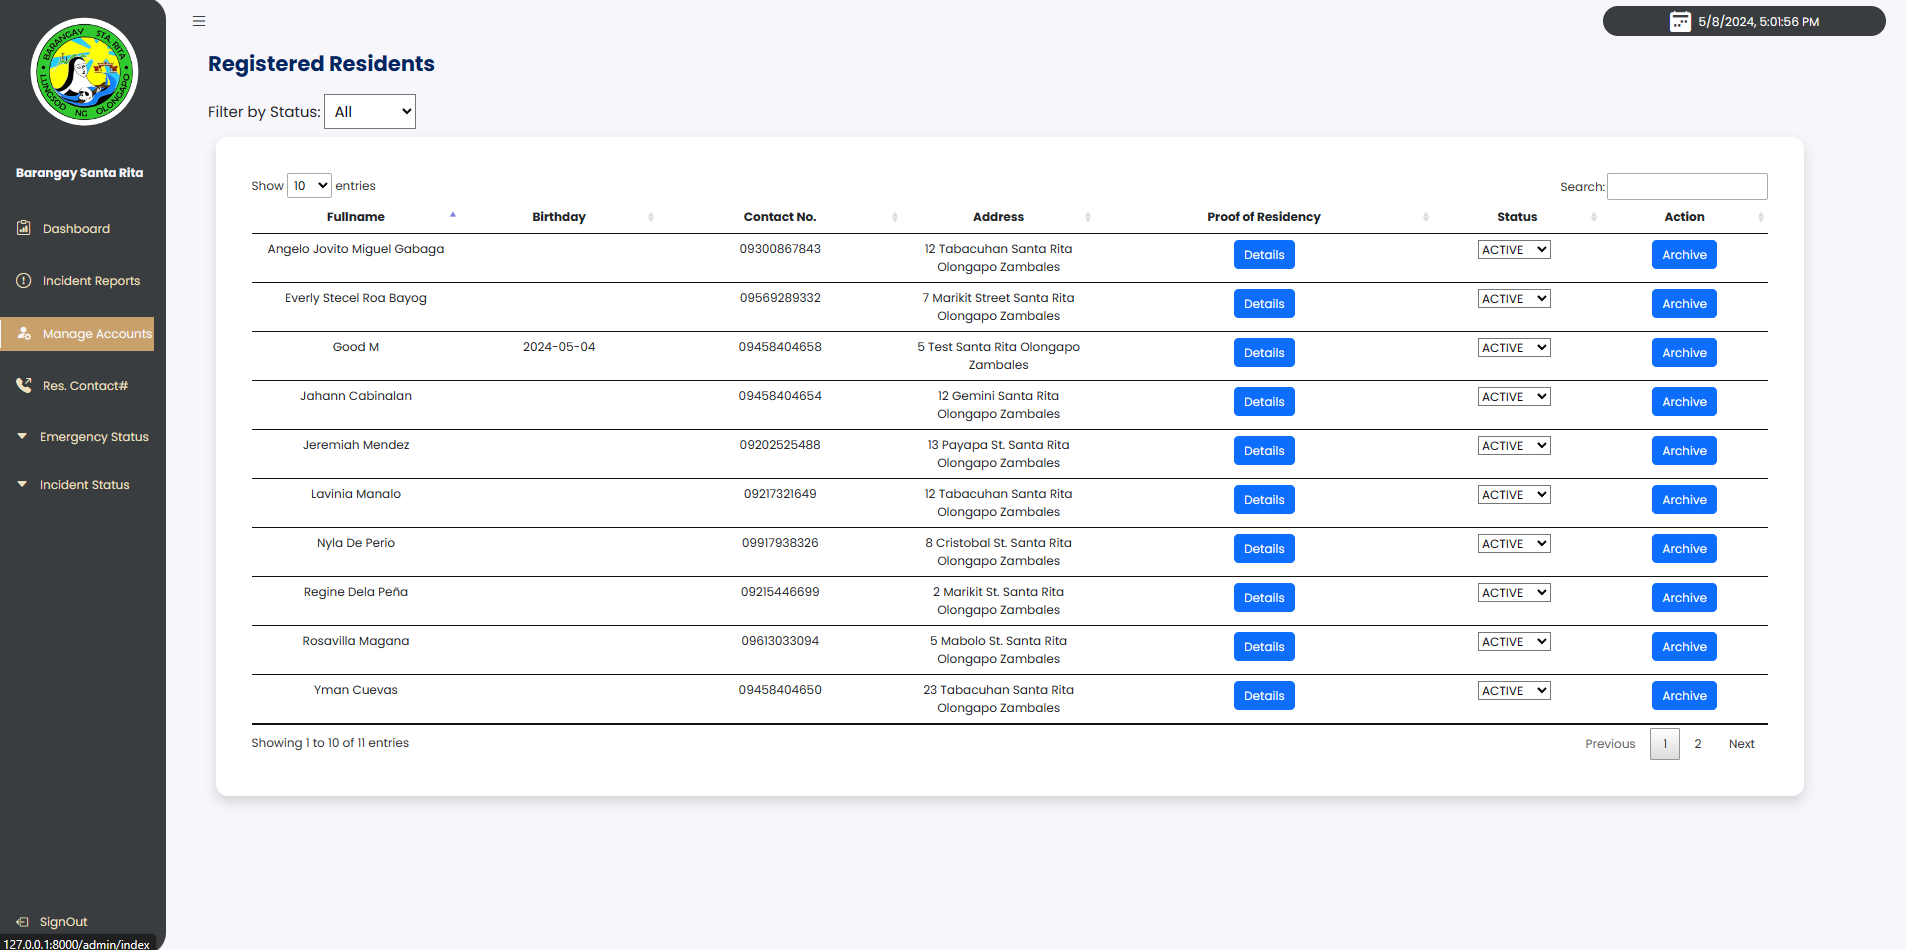 BARANGAY STA. RITA
LUNGSOD NG OLONGAPO
5/8/2024, 5:01:56 PM
Registered Residents
Filter by Status: All
Barangay Santa Rita
Dashboard
Incident Reports
Manage Accounts
Res. Contact#
Emergency Status
Incident Status
SignOut
127.0.0.1:8000/admin/index
Show 10 entries
Search:
Fullname Birthday Contact No. Address Proof of Residency Status Action
Angelo Jovito Miguel Gabaga 09300867843 12 Tabacuhan Santa Rita Details ACTIVE Archive
Olongapo Zambales
Everly Stecel Roa Bayog 09569289332 7 Marikit Street Santa Rita Details ACTIVE Archive
Olongapo Zambales
Good M 2024-05-04 09458404658 5 Test Santa Rita Olongapo Details ACTIVE Archive
Zambales
Jahann Cabinalan 09458404654 12 Gemini Santa Rita Details ACTIVE Archive
Olongapo Zambales
Jeremiah Mendez 09202525488 13 Payapa St. Santa Rita Details ACTIVE Archive
Olongapo Zambales
Lavinia Manalo 09217321649 12 Tabacuhan Santa Rita Details ACTIVE Archive
Olongapo Zambales
Nyla De Perio 09917938326 8 Cristobal St. Santa Rita Details ACTIVE Archive
Olongapo Zambales
Regine Dela Peña 09215446699 2 Marikit St. Santa Rita Details ACTIVE Archive
Olongapo Zambales
Rosavilla Magana 09613033094 5 Mabolo St. Santa Rita Details ACTIVE Archive
Olongapo Zambales
Yman Cuevas 09458404650 23 Tabacuhan Santa Rita Details ACTIVE Archive
Olongapo Zambales
Showing 1 to 10 of 11 entries
Previous 1 2 Next